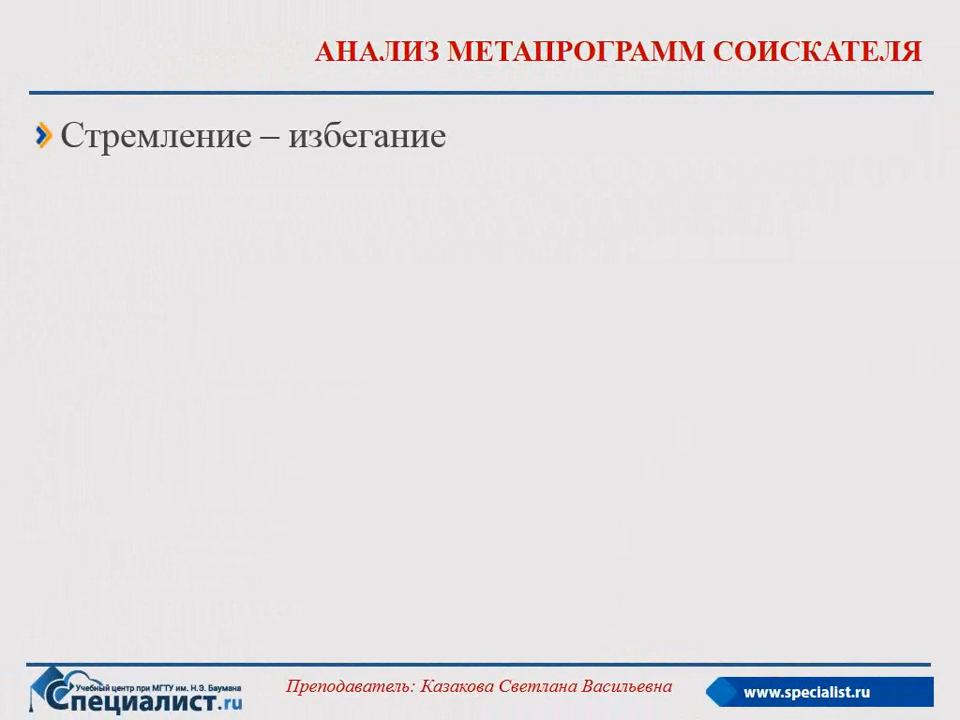 АНАЛИЗ МЕТАПРОГРАММ СОИСКАТЕЛЯ
Стремление – избегание
Учебный центр при МГТУ им. Н.Э. Баумана
Специалист.ru
Преподаватель: Казакова Светлана Васильевна
www.specialist.ru